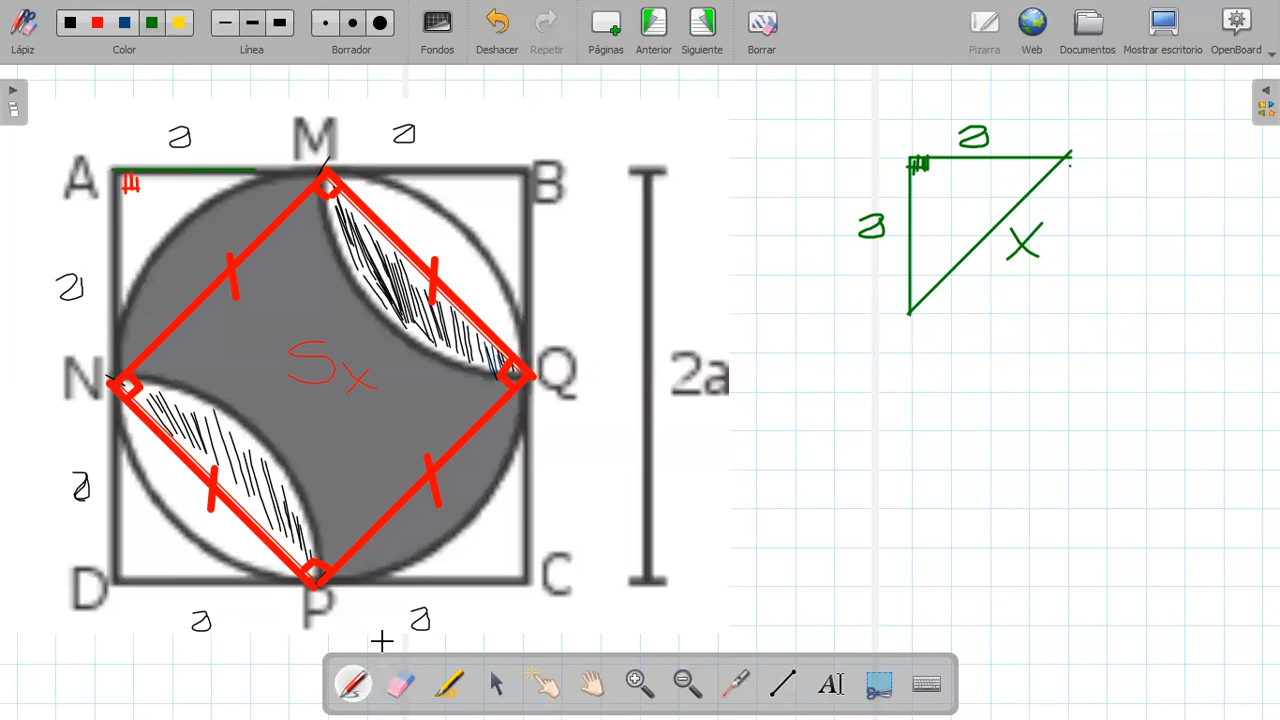 Lápiz
Color
Línea
Borrador
Fondos
Deshacer
Repetir
Páginas
Anterior
Siguiente
Borrar
Pizarra
Web
Documentos
Mostrar escritorio
OpenBoard
a
M
a
A
B
a
a
a
x
Sx
N
Q
2a
a
D
C
a
P
a
AI